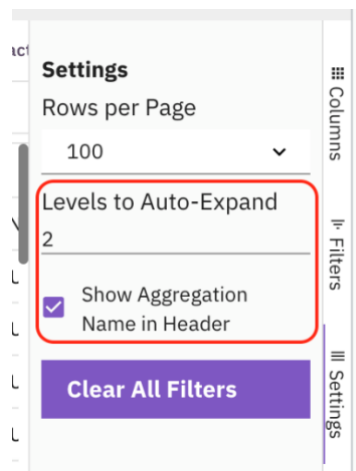 Settings
Rows per Page
100
Levels to Auto-Expand
2
Show Aggregation
Name in Header
Clear All Filters
Columns
Filters
Settings